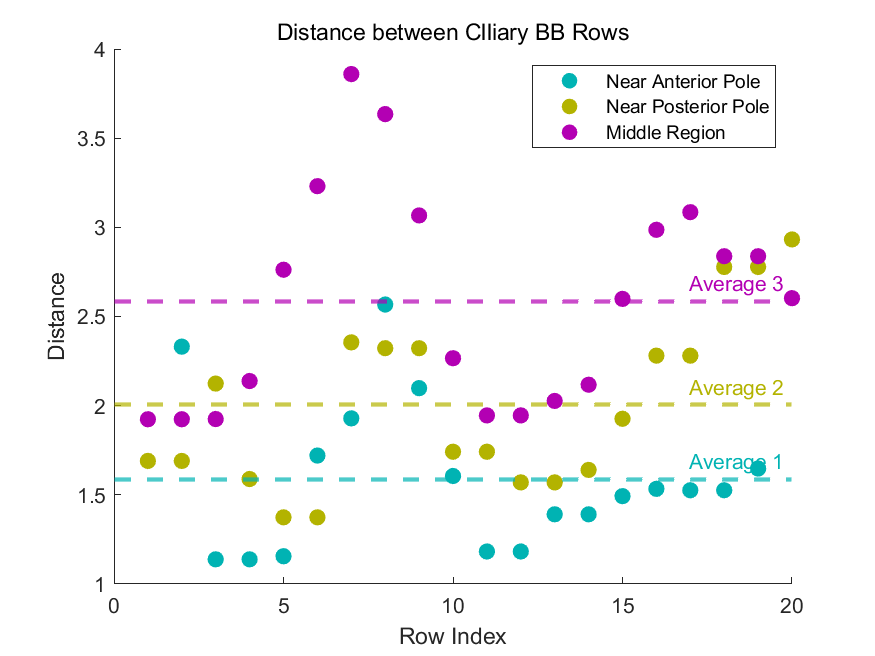 Distance between CIliary BB Rows
4
3.5
3
2.5
2
1.5
1
Distance
Near Anterior Pole
Near Posterior Pole
Middle Region
Average 3
Average 2
Average 1
0
5
10
15
20
Row Index